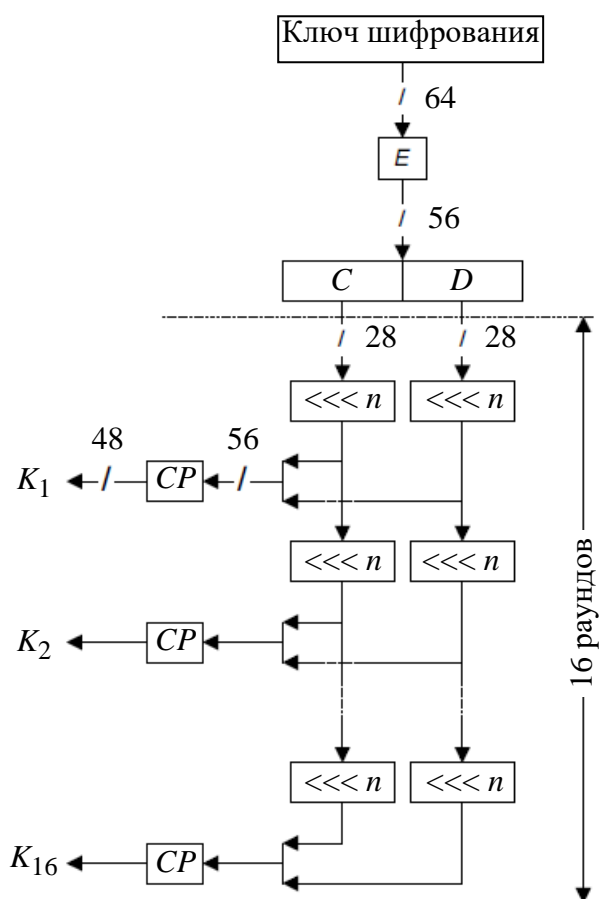 Ключ шифрования
64
E
56
C D
28 28
<<< n <<< n
48 56
K1 CP
<<< n <<< n
K2 CP
16 раундов
<<< n <<< n
K16 CP